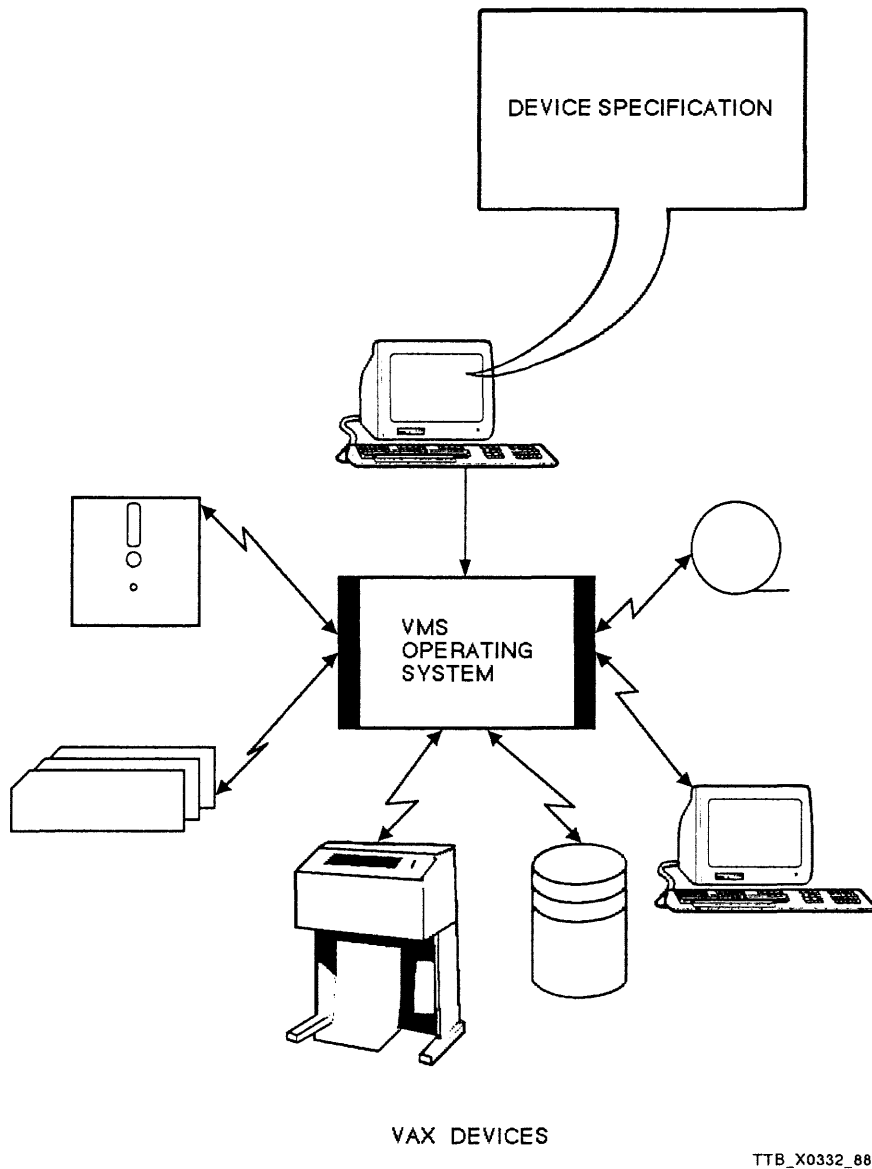 DEVICE SPECIFICATION
VMS
OPERATING
SYSTEM
VAX DEVICES
TTB_X0332_88